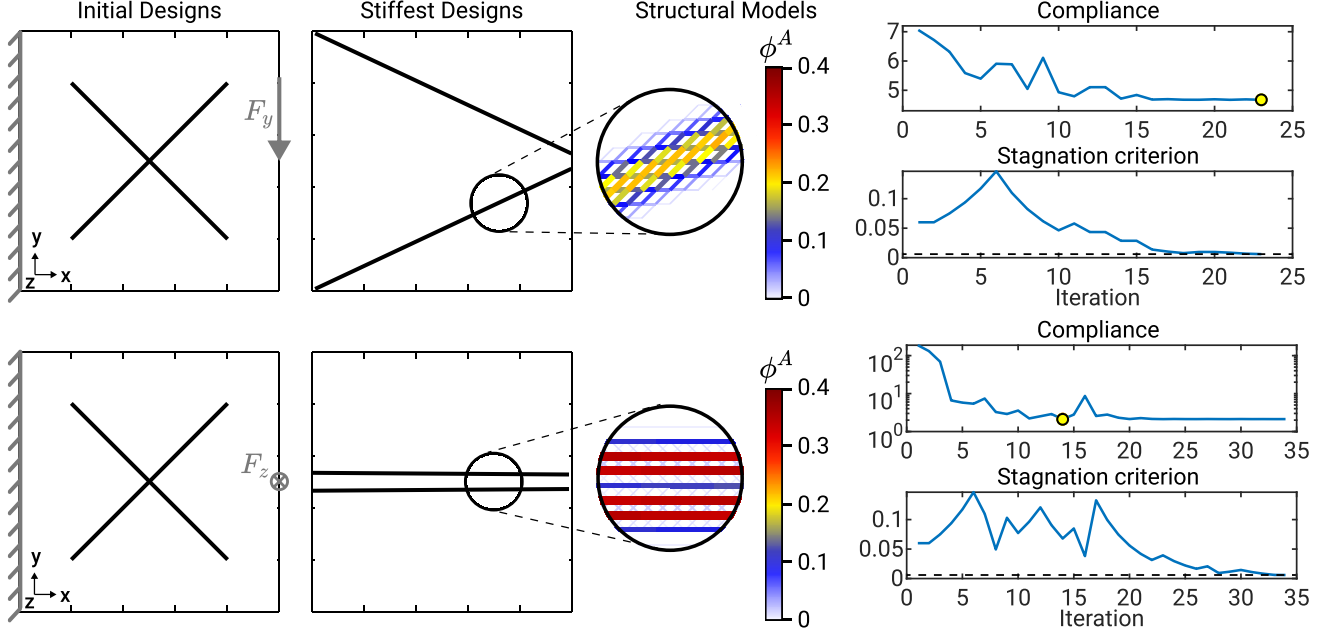 Initial Designs
Stiffest Designs
Structural Models
Compliance
F_y
y
z
x
ϕ^A
0.4
0.3
0.2
0.1
0
7
6
5
0
5
10
15
20
25
Stagnation criterion
0.1
0.05
0
0
5
10
15
20
25
Iteration
F_z
y
z
x
ϕ^A
0.4
0.3
0.2
0.1
0
Compliance
10^2
10^1
10^0
0
5
10
15
20
25
30
35
Stagnation criterion
0.1
0.05
0
0
5
10
15
20
25
30
35
Iteration